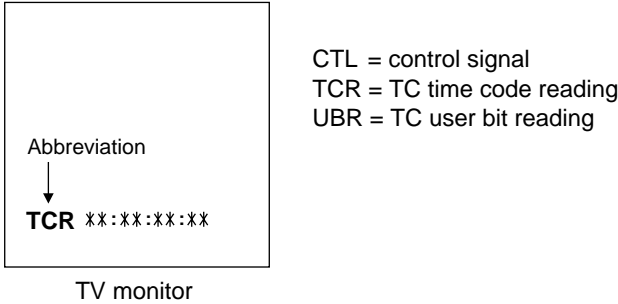 Abbreviation
TCR **:**:**:**
TV monitor
CTL = control signal
TCR = TC time code reading
UBR = TC user bit reading